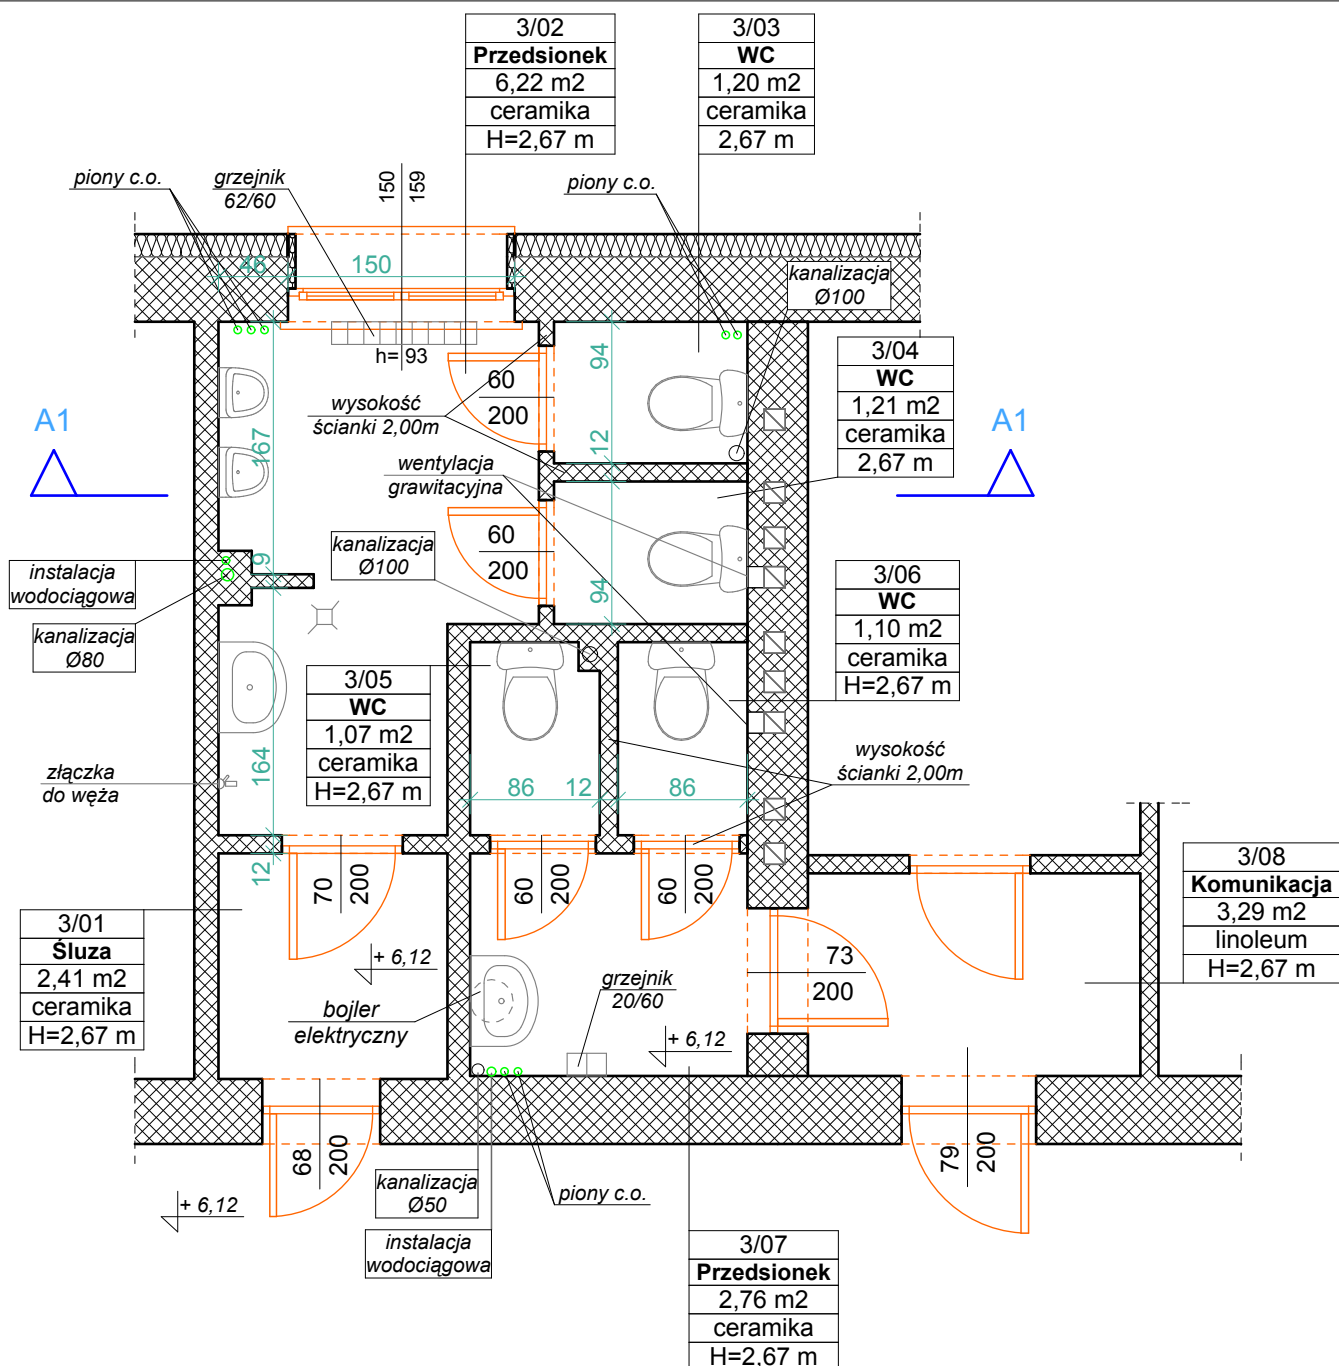 3/02
Przedsionek
6,22 m2
ceramika
H=2,67 m
3/03
WC
1,20 m2
ceramika
2,67 m
piony c.o.
grzejnik
62/60
150
159
piony c.o.
46
150
kanalizacja
Ø100
h= 93
94
60
200
3/04
WC
1,21 m2
ceramika
2,67 m
A1
wysokość
ścianki 2,00m
167
12
A1
wentylacja
grawitacyjna
kanalizacja
Ø100
60
200
9
94
instalacja
wodociągowa
kanalizacja
Ø80
3/06
WC
1,10 m2
ceramika
H=2,67 m
3/05
WC
1,07 m2
ceramika
H=2,67 m
złączka
do węża
164
86
12
86
wysokość
ścianki 2,00m
12
70
200
60
200
60
200
3/08
Komunikacja
3,29 m2
linoleum
H=2,67 m
3/01
Śluza
2,41 m2
ceramika
H=2,67 m
+ 6,12
bojler
elektryczny
grzejnik
20/60
+ 6,12
73
200
68
200
79
200
kanalizacja
Ø50
piony c.o.
+ 6,12
instalacja
wodociągowa
3/07
Przedsionek
2,76 m2
ceramika
H=2,67 m